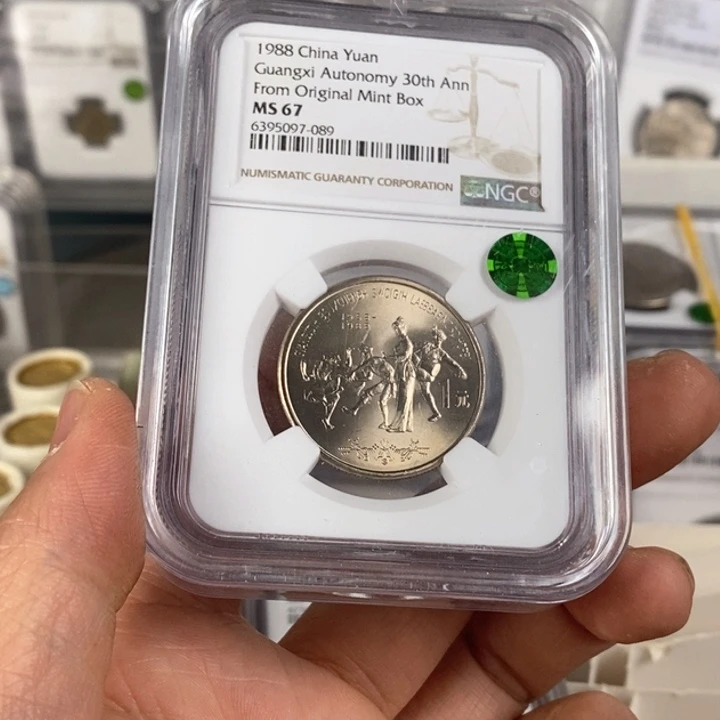 1988 China Yuan
Guangxi Autonomy 30th Ann
From Original Mint Box
MS 67
6395097-089
NUMISMATIC GUARANTY CORPORATION
NGC®
1958-
1988
1元